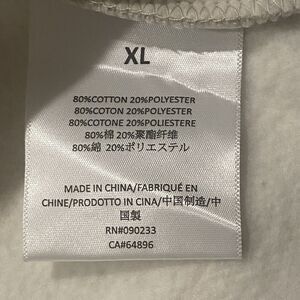 XL
80%COTTON 20%POLYESTER
80%COTON 20%POLYESTER
80%COTONE 20%POLIESTERE
80%棉 20%聚酯纤维
80%綿 20%ポリエステル
MADE IN CHINA/FABRIQUÉ EN
CHINE/PRODOTTO IN CINA/中国制造/中
国製
RN#090233
CA#64896